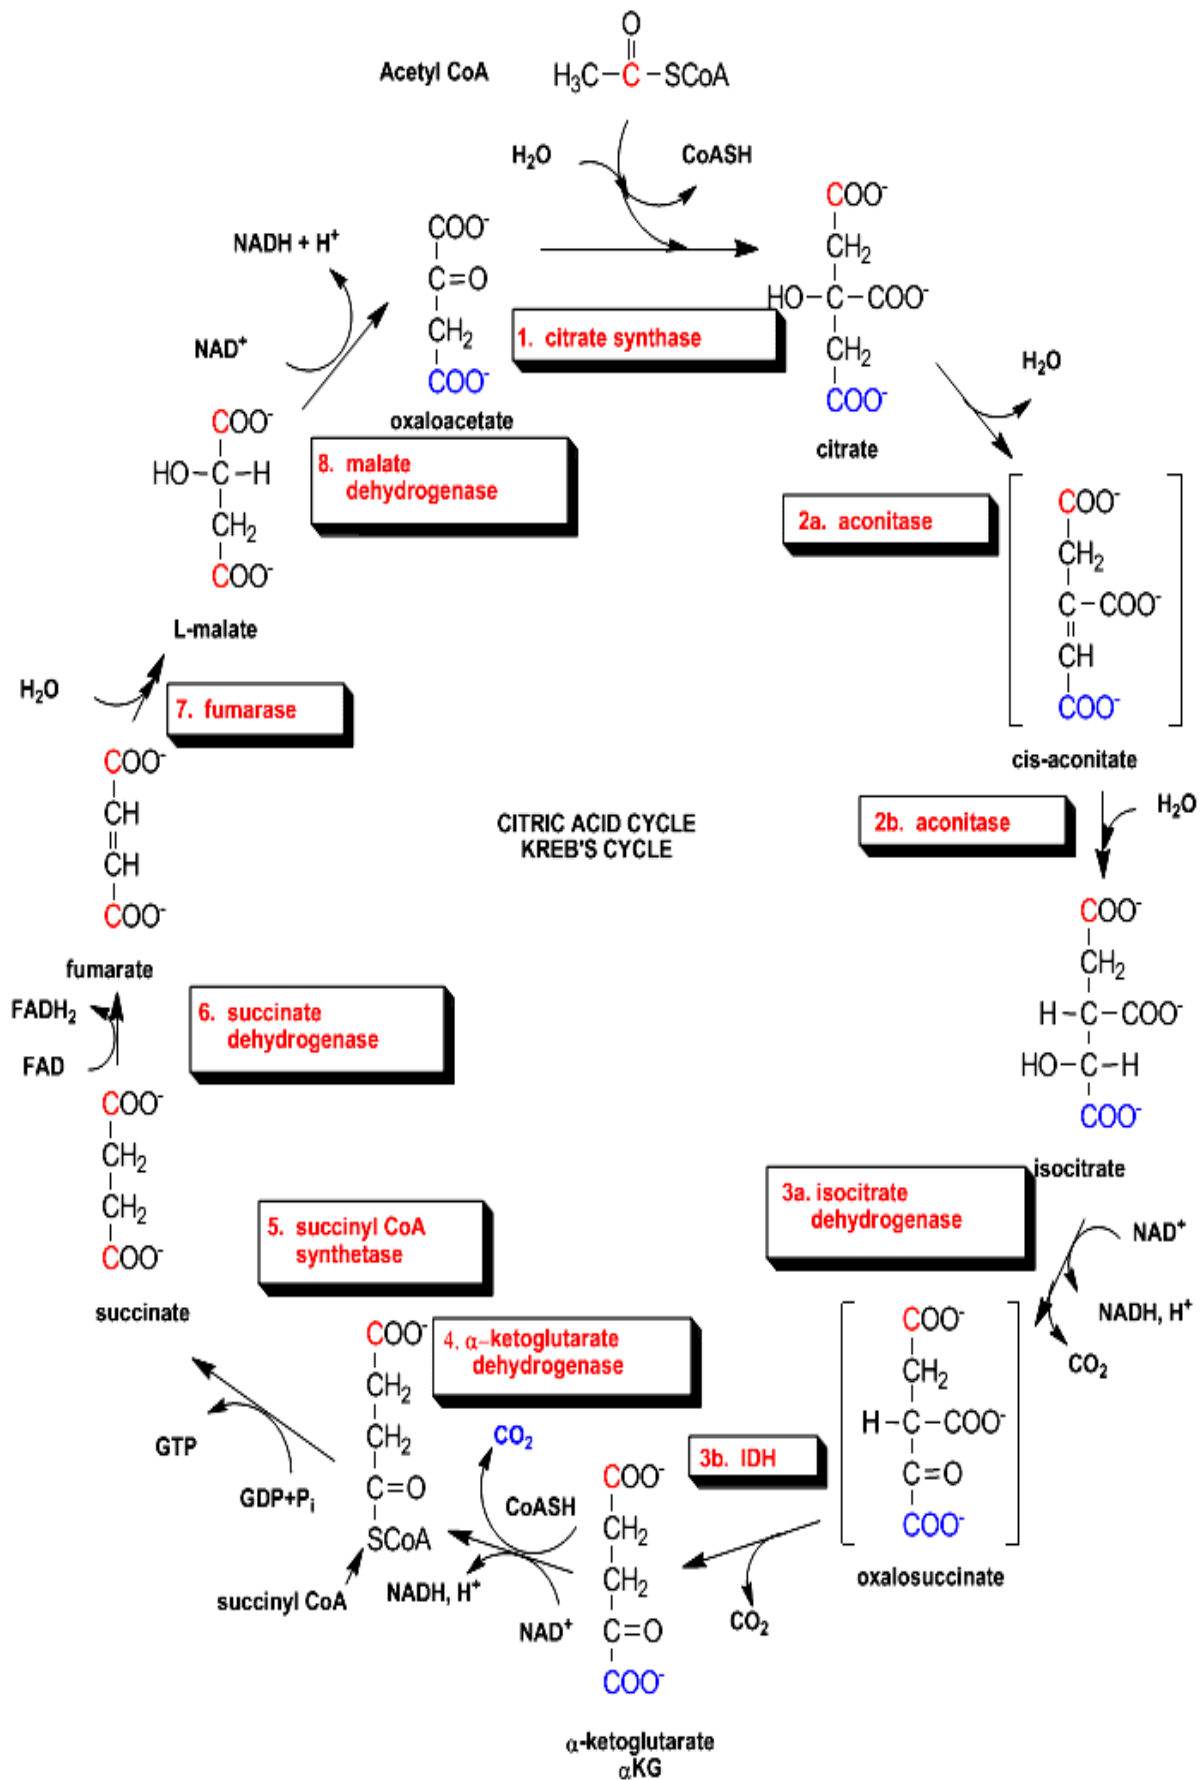 Acetyl CoA
O
H₃C–C–SCoA
H₂O
CoASH
COO⁻
CH₂
HO–C–COO⁻
CH₂
COO⁻
citrate
NADH + H⁺
NAD⁺
COO⁻
C=O
CH₂
COO⁻
oxaloacetate
1. citrate synthase
H₂O
2a. aconitase
COO⁻
CH₂
C–COO⁻
CH
COO⁻
cis-aconitate
2b. aconitase
H₂O
COO⁻
CH₂
H–C–COO⁻
HO–C–H
COO⁻
isocitrate
3a. isocitrate
dehydrogenase
NAD⁺
NADH, H⁺
CO₂
COO⁻
CH₂
H–C–COO⁻
C=O
COO⁻
oxalosuccinate
3b. IDH
CO₂
COO⁻
CH₂
CH₂
C=O
COO⁻
α-ketoglutarate
αKG
4. α–ketoglutarate
dehydrogenase
CO₂
CoASH
NADH, H⁺
NAD⁺
COO⁻
CH₂
CH₂
C=O
SCoA
succinyl CoA
5. succinyl CoA
synthetase
GTP
GDP+Pᵢ
COO⁻
CH₂
CH₂
COO⁻
succinate
6. succinate
dehydrogenase
FADH₂
FAD
COO⁻
CH
CH
COO⁻
fumarate
7. fumarase
H₂O
COO⁻
HO–C–H
CH₂
COO⁻
L-malate
8. malate
dehydrogenase
CITRIC ACID CYCLE
KREB'S CYCLE